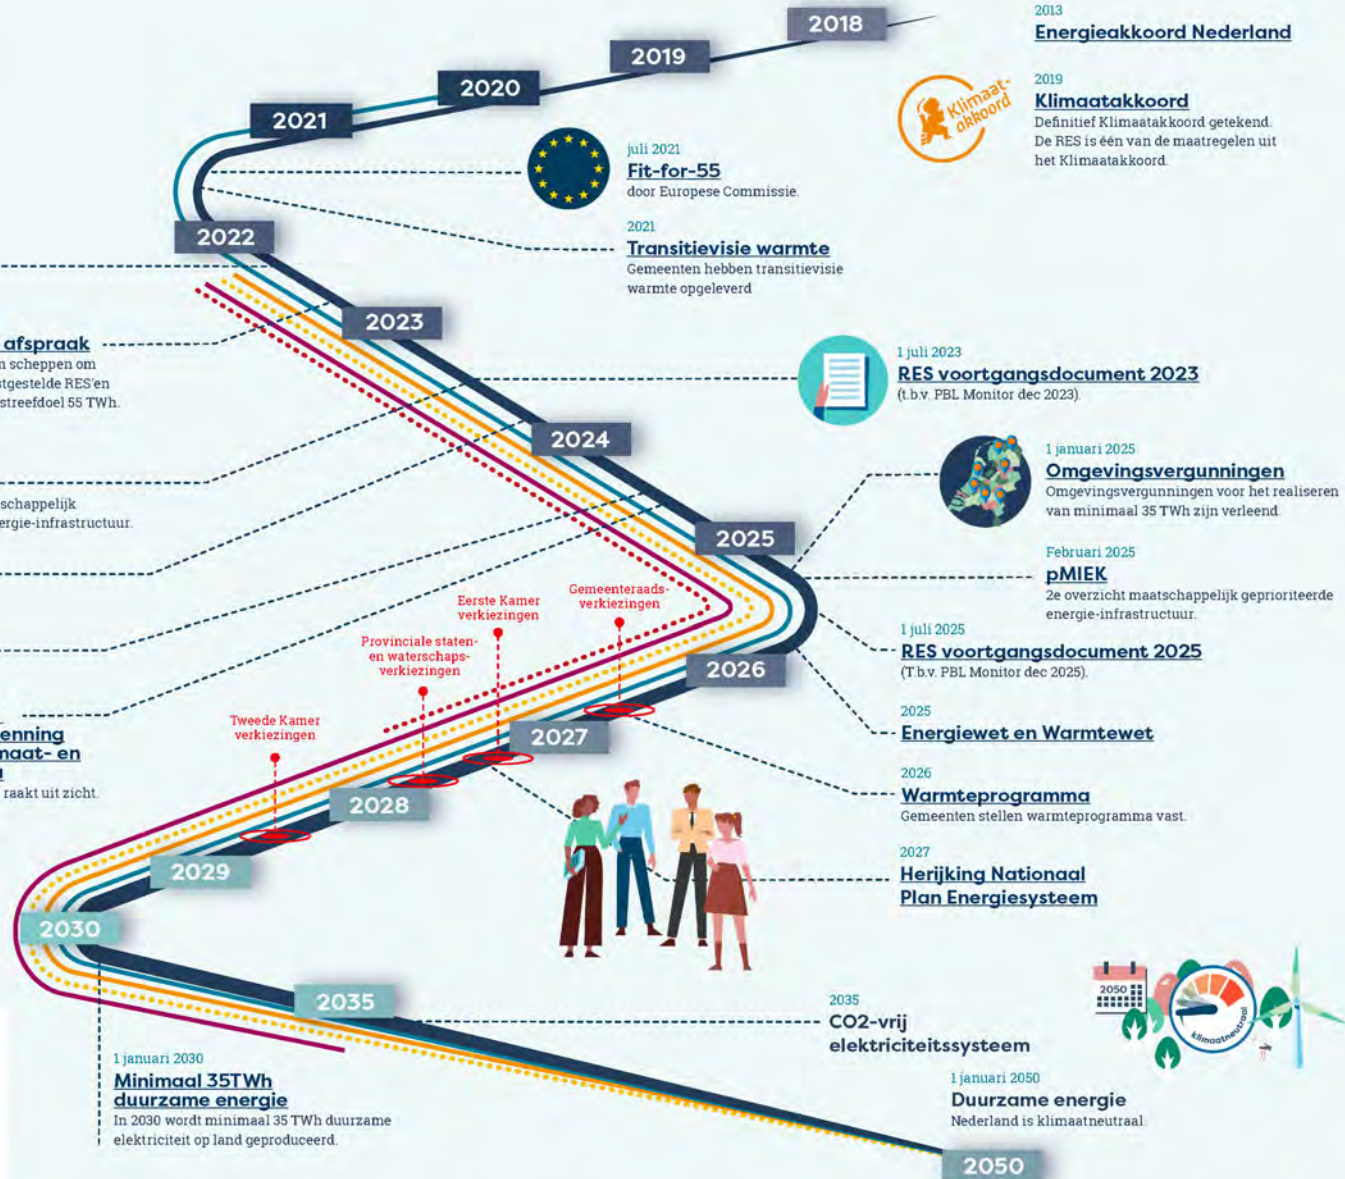 2018
2019
2020
2021
2013
Energieakkoord Nederland
2019
Klimaatakkoord
Definitief Klimaatakkoord getekend.
De RES is één van de maatregelen uit
het Klimaatakkoord.
Klimaat-
akkoord
juli 2021
Fit-for-55
door Europese Commissie.
2021
Transitievisie warmte
Gemeenten hebben transitievisie
warmte opgeleverd
2022
2023
afspraak
n scheppen om
stgestelde RES'en
streefdoel 55 TWh.
1 juli 2023
RES voortgangsdocument 2023
(t.b.v. PBL Monitor dec 2023).
2024
schappelijk
ergie-infrastructuur.
1 januari 2025
Omgevingsvergunningen
Omgevingsvergunningen voor het realiseren
van minimaal 35 TWh zijn verleend.
2025
Februari 2025
pMIEK
2e overzicht maatschappelijk geprioriteerde
energie-infrastructuur.
1 juli 2025
RES voortgangsdocument 2025
(T.b.v. PBL Monitor dec 2025).
Gemeenteraads-
verkiezingen
Eerste Kamer
verkiezingen
Provinciale staten-
en waterschaps-
verkiezingen
Tweede Kamer
verkiezingen
2026
2025
Energiewet en Warmtewet
2027
enning
maat- en
raakt uit zicht.
2026
Warmteprogramma
Gemeenten stellen warmteprogramma vast.
2028
2027
Herijking Nationaal
Plan Energiesysteem
2029
2030
2035
2035
CO2-vrij
elektriciteitssysteem
2050
klimaatneutraal
1 januari 2030
Minimaal 35TWh
duurzame energie
In 2030 wordt minimaal 35 TWh duurzame
elektriciteit op land geproduceerd.
1 januari 2050
Duurzame energie
Nederland is klimaatneutraal.
2050